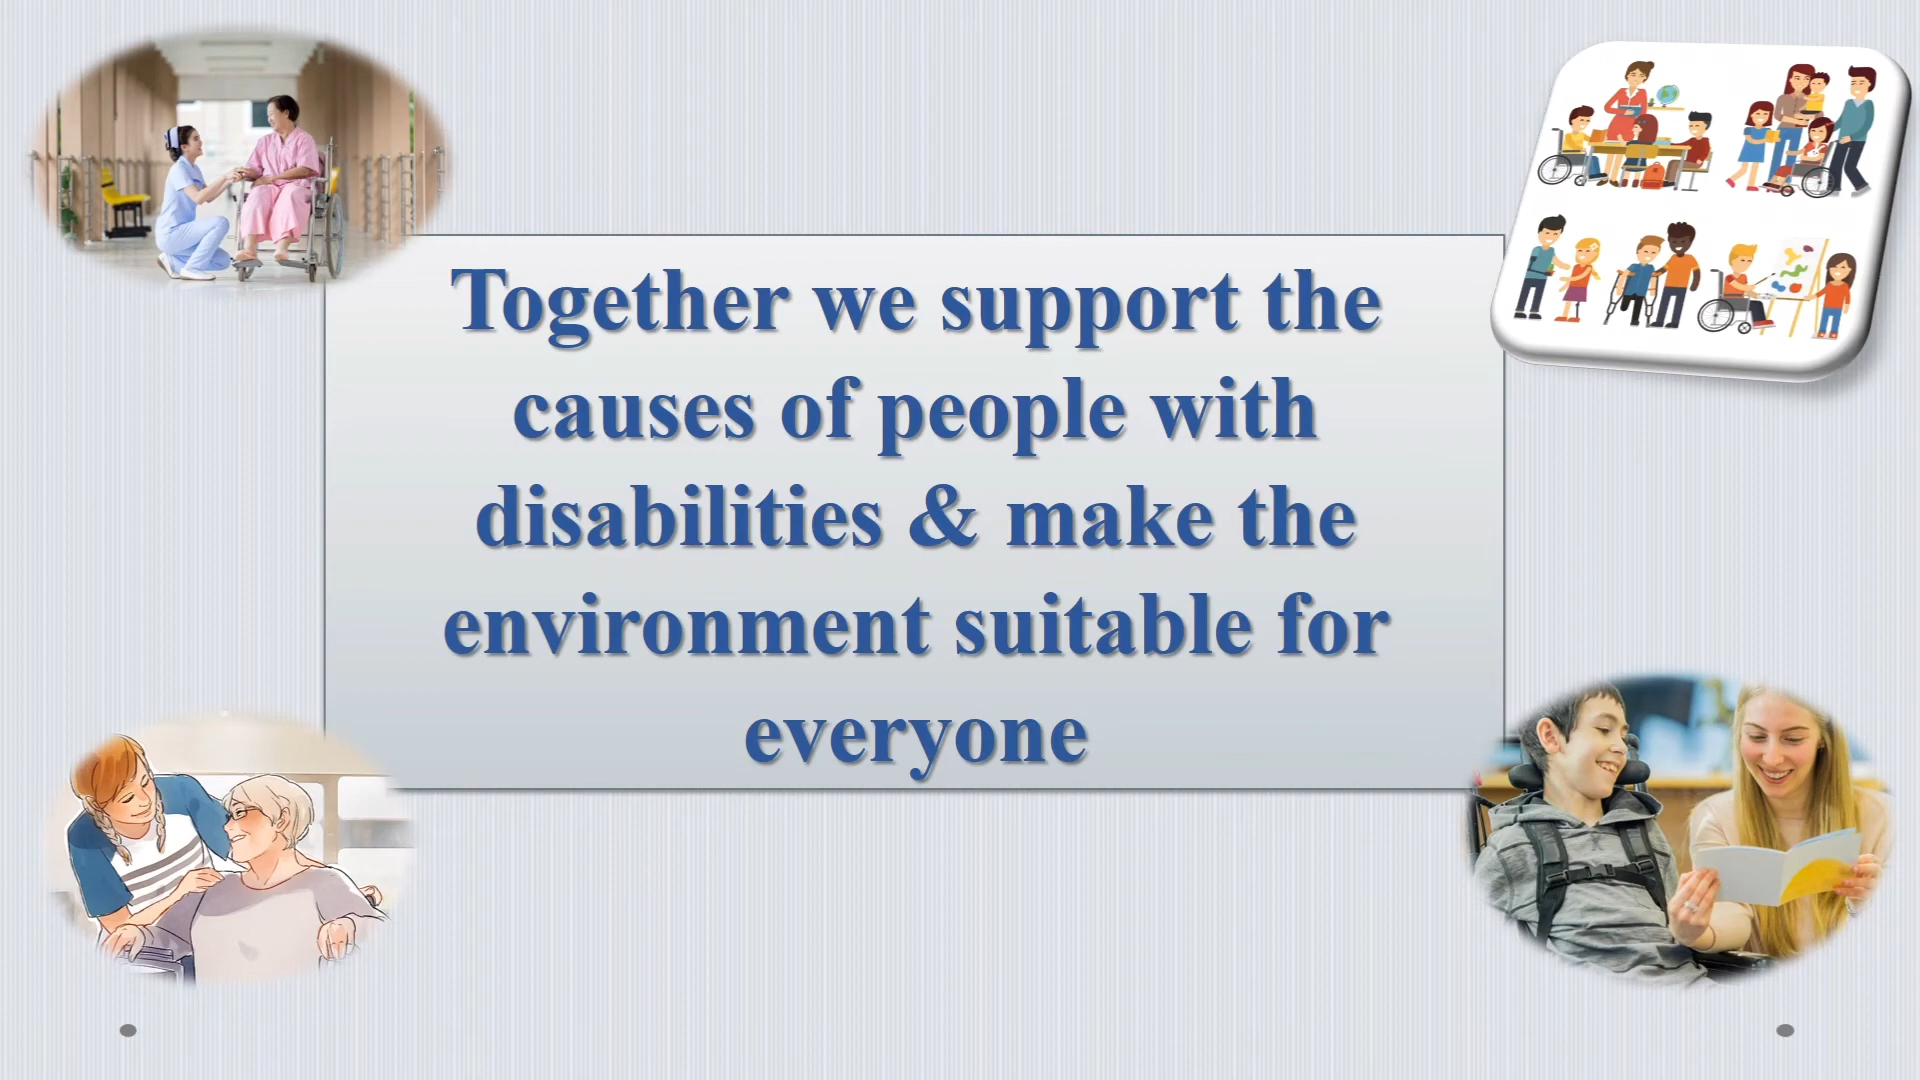 Together we support the
causes of people with
disabilities & make the
environment suitable for
everyone